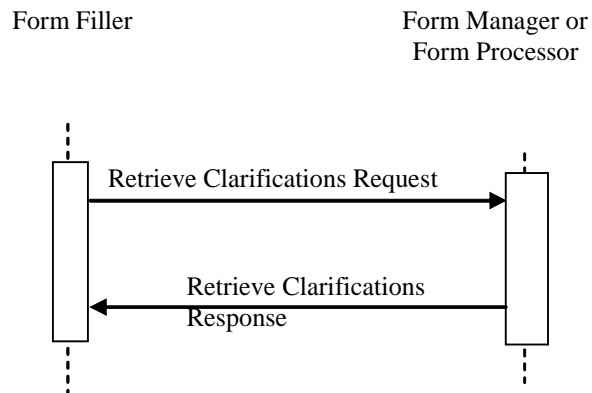 Form Filler
Form Manager or
Form Processor
Retrieve Clarifications Request
Retrieve Clarifications
Response